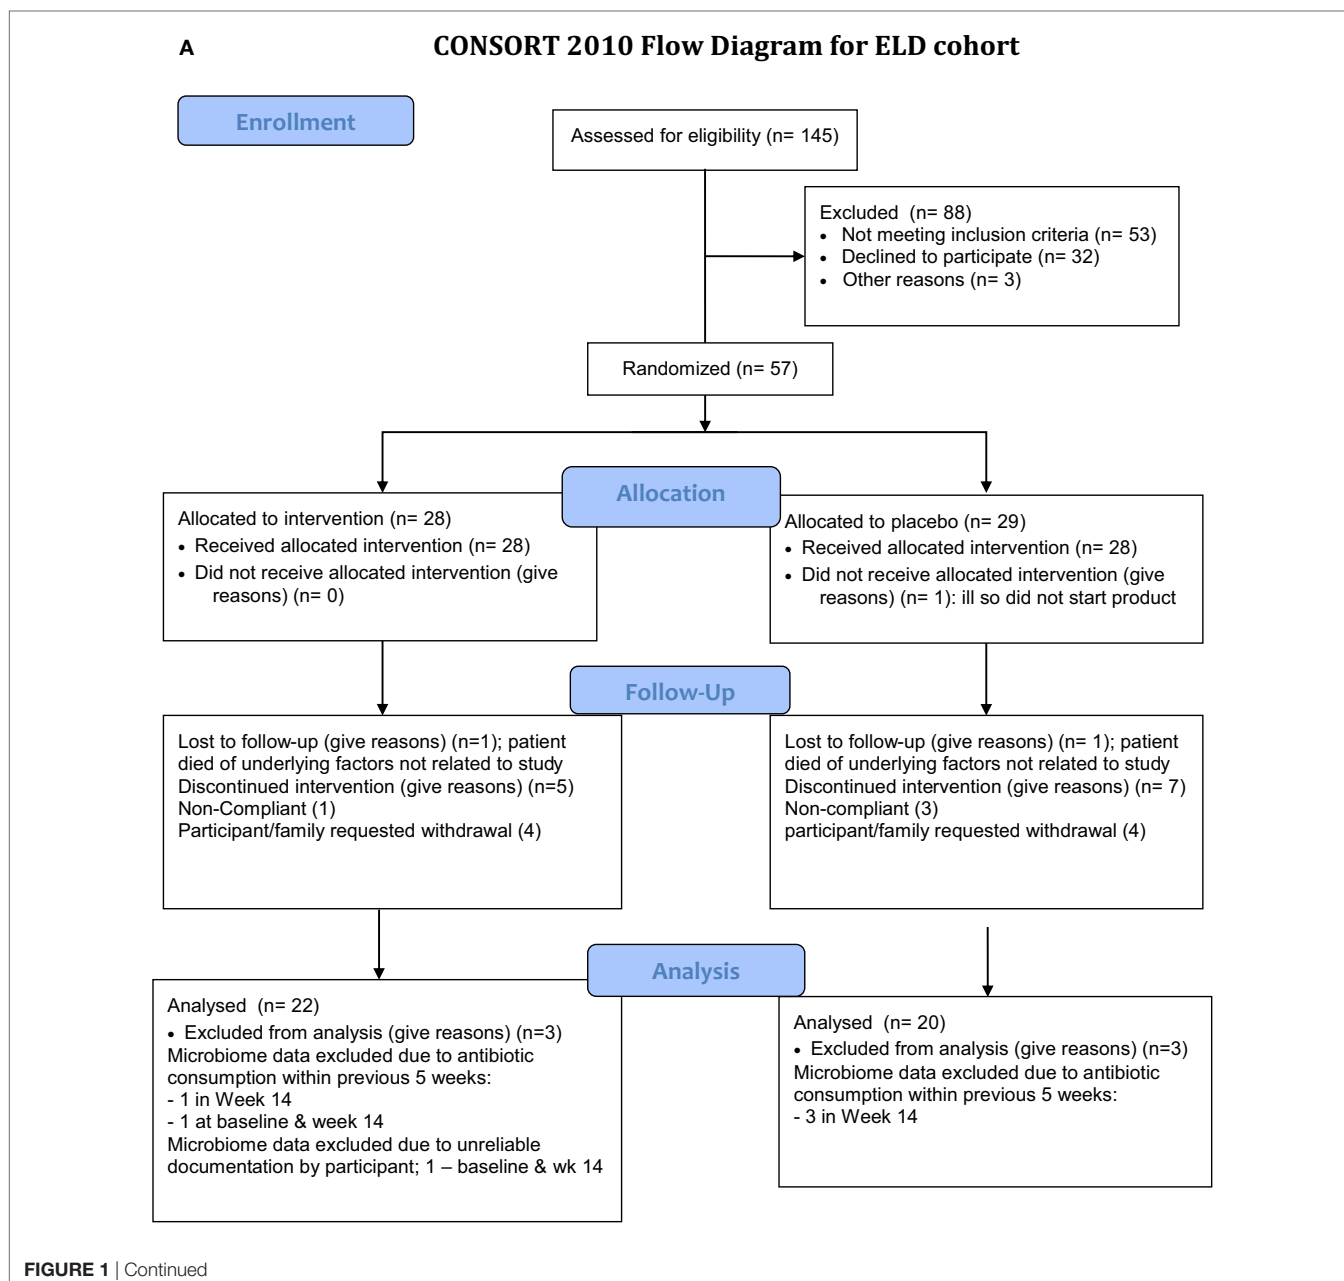 A
CONSORT 2010 Flow Diagram for ELD cohort
Enrollment
Assessed for eligibility (n= 145)
Excluded (n= 88)
• Not meeting inclusion criteria (n= 53)
• Declined to participate (n= 32)
• Other reasons (n= 3)
Randomized (n= 57)
Allocation
Allocated to intervention (n= 28)
• Received allocated intervention (n= 28)
• Did not receive allocated intervention (give
reasons) (n= 0)
Allocated to placebo (n= 29)
• Received allocated intervention (n= 28)
• Did not receive allocated intervention (give
reasons) (n= 1): ill so did not start product
Follow-Up
Lost to follow-up (give reasons) (n=1); patient
died of underlying factors not related to study
Discontinued intervention (give reasons) (n=5)
Non-Compliant (1)
Participant/family requested withdrawal (4)
Lost to follow-up (give reasons) (n= 1); patient
died of underlying factors not related to study
Discontinued intervention (give reasons) (n= 7)
Non-compliant (3)
participant/family requested withdrawal (4)
Analysis
Analysed (n= 22)
• Excluded from analysis (give reasons) (n=3)
Microbiome data excluded due to antibiotic
consumption within previous 5 weeks:
- 1 in Week 14
- 1 at baseline & week 14
Microbiome data excluded due to unreliable
documentation by participant; 1 – baseline & wk 14
Analysed (n= 20)
• Excluded from analysis (give reasons) (n=3)
Microbiome data excluded due to antibiotic
consumption within previous 5 weeks:
- 3 in Week 14
FIGURE 1 | Continued